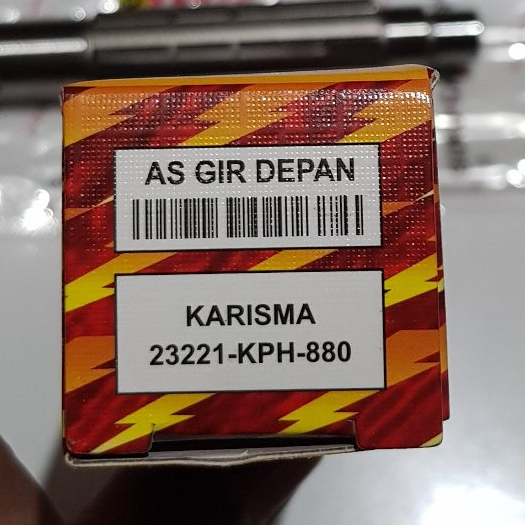 AS GIR DEPAN
KARISMA
23221-KPH-880